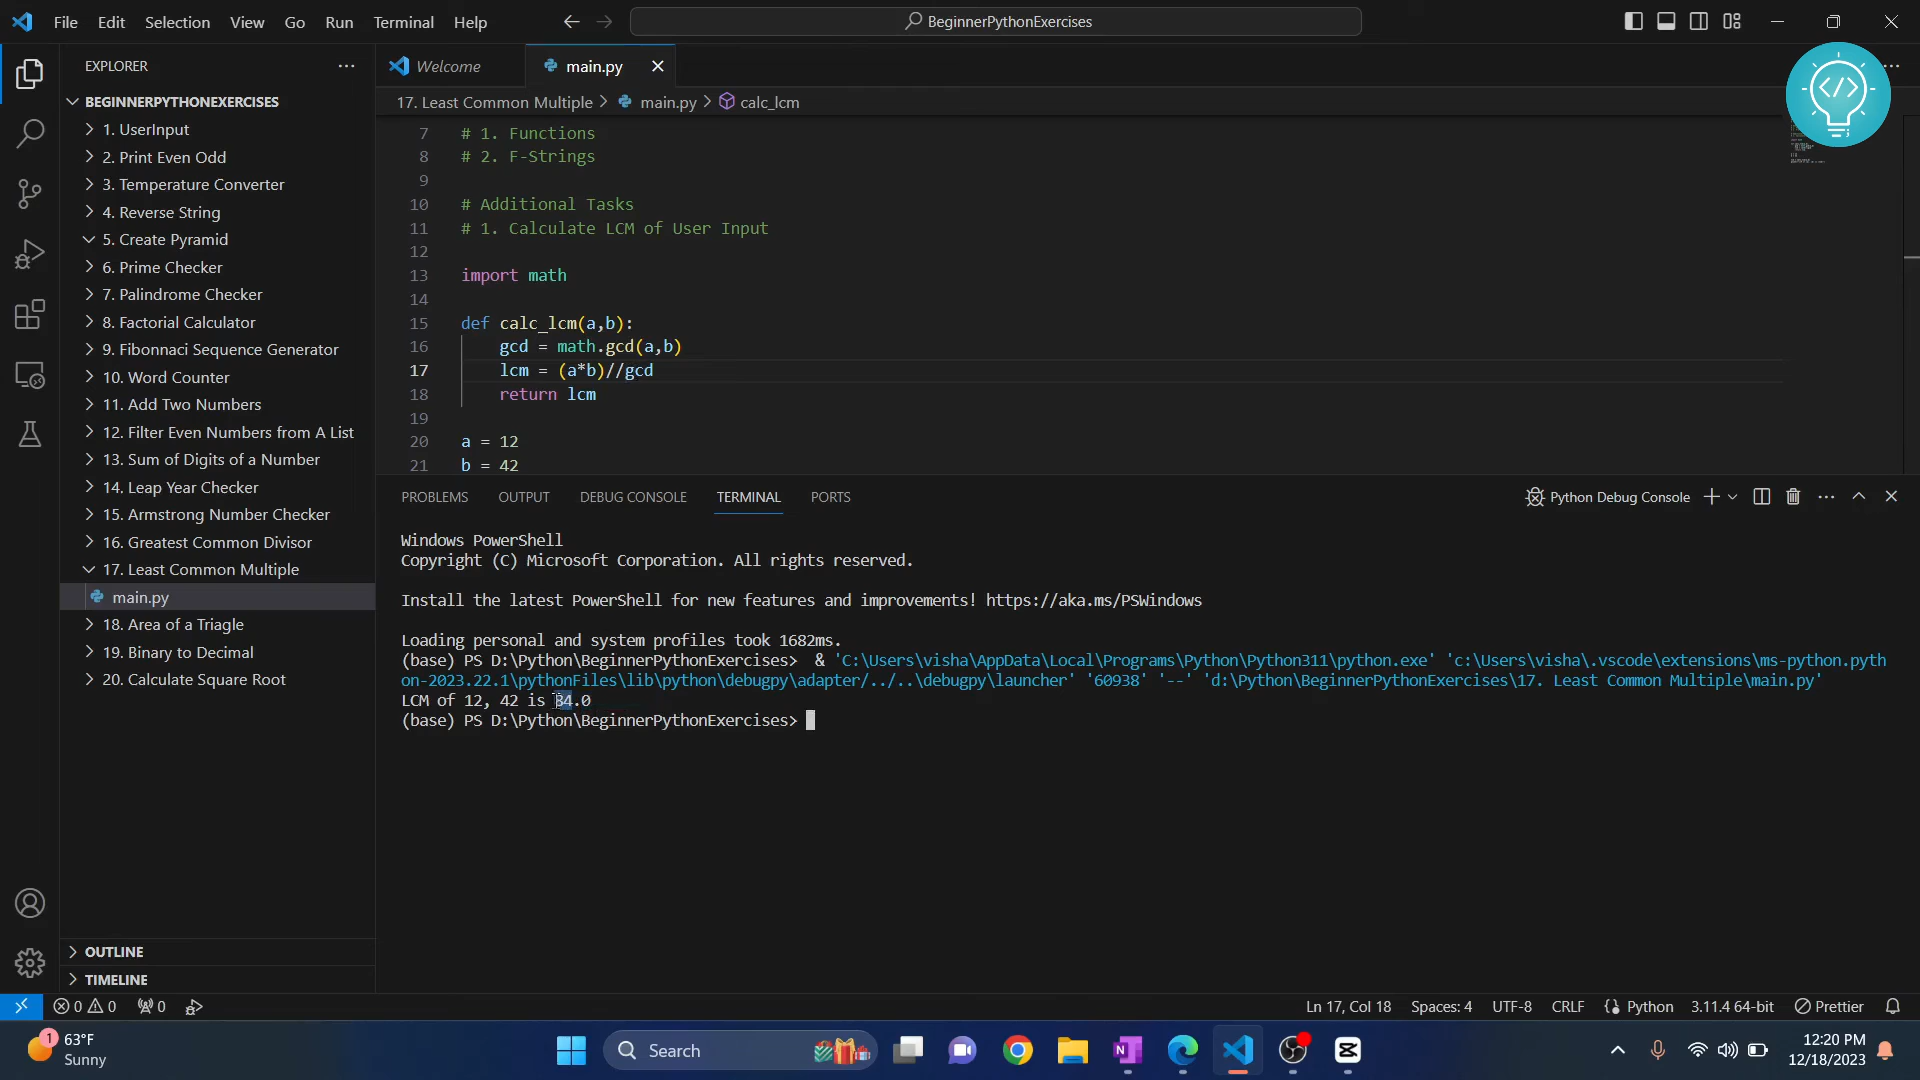 File Edit Selection View Go Run Terminal Help
BeginnerPythonExercises
EXPLORER
Welcome
main.py
</>
BEGINNERPYTHONEXERCISES
17. Least Common Multiple > main.py > calc_lcm
1. UserInput
2. Print Even Odd
3. Temperature Converter
4. Reverse String
5. Create Pyramid
6. Prime Checker
7. Palindrome Checker
8. Factorial Calculator
9. Fibonnaci Sequence Generator
10. Word Counter
11. Add Two Numbers
12. Filter Even Numbers from A List
13. Sum of Digits of a Number
14. Leap Year Checker
15. Armstrong Number Checker
16. Greatest Common Divisor
17. Least Common Multiple
main.py
18. Area of a Triagle
19. Binary to Decimal
20. Calculate Square Root
OUTLINE
TIMELINE
7 # 1. Functions
8 # 2. F-Strings
9
10 # Additional Tasks
11 # 1. Calculate LCM of User Input
12
13 import math
14
15 def calc_lcm(a,b):
16 gcd = math.gcd(a,b)
17 lcm = (a*b)//gcd
18 return lcm
19
20 a = 12
21 b = 42
PROBLEMS OUTPUT DEBUG CONSOLE TERMINAL PORTS
Python Debug Console
Windows PowerShell
Copyright (C) Microsoft Corporation. All rights reserved.
Install the latest PowerShell for new features and improvements! https://aka.ms/PSWindows
Loading personal and system profiles took 1682ms.
(base) PS D:\Python\BeginnerPythonExercises> & 'C:\Users\visha\AppData\Local\Programs\Python\Python311\python.exe' 'c:\Users\visha\.vscode\extensions\ms-python.pyth
on-2023.22.1\pythonFiles\lib\python\debugpy\adapter/../..\debugpy\launcher' '60938' '--' 'd:\Python\BeginnerPythonExercises\17. Least Common Multiple\main.py'
LCM of 12, 42 is 84.0
(base) PS D:\Python\BeginnerPythonExercises>
0 0 0
Ln 17, Col 18 Spaces: 4 UTF-8 CRLF Python 3.11.4 64-bit Prettier
1 63°F
Sunny
Search
12:20 PM
12/18/2023